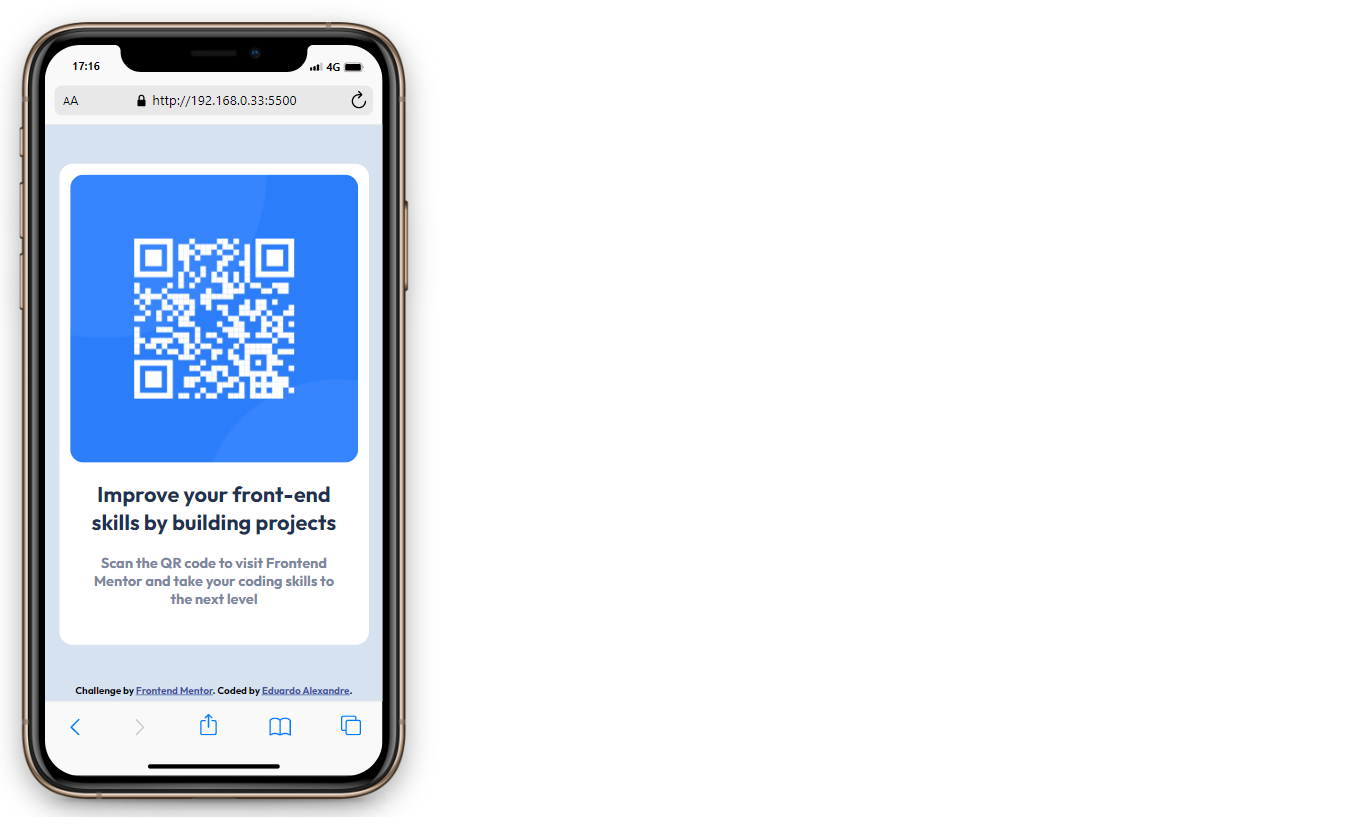 17:16
4G
AA
http://192.168.0.33:5500
Improve your front-end
skills by building projects
Scan the QR code to visit Frontend
Mentor and take your coding skills to
the next level
Challenge by Frontend Mentor. Coded by Eduardo Alexandre.